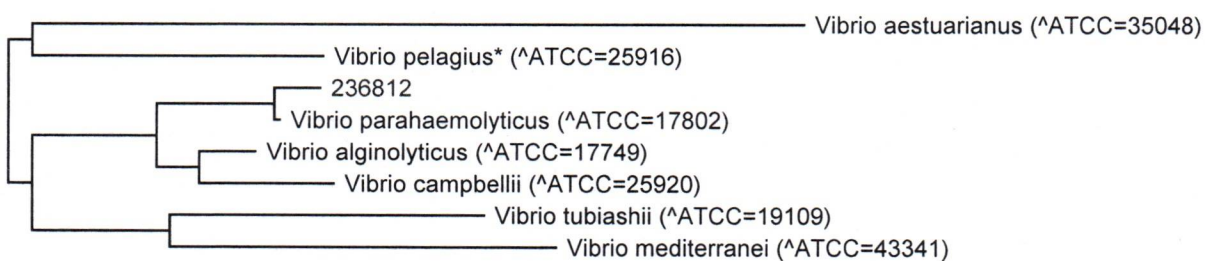 Vibrio aestuarianus (^ATCC=35048)
Vibrio pelagius* (^ATCC=25916)
236812
Vibrio parahaemolyticus (^ATCC=17802)
Vibrio alginolyticus (^ATCC=17749)
Vibrio campbellii (^ATCC=25920)
Vibrio tubiashii (^ATCC=19109)
Vibrio mediterranei (^ATCC=43341)